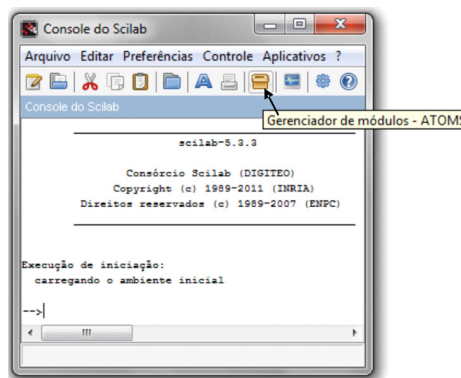 Console do Scilab
Arquivo Editar Preferências Controle Aplicativos ?
Console do Scilab
Gerenciador de módulos - ATOMS
scilab-5.3.3
Consórcio Scilab (DIGITEO)
Copyright (c) 1989-2011 (INRIA)
Direitos reservados (c) 1989-2007 (ENPC)
Execução de iniciação:
carregando o ambiente inicial
-->